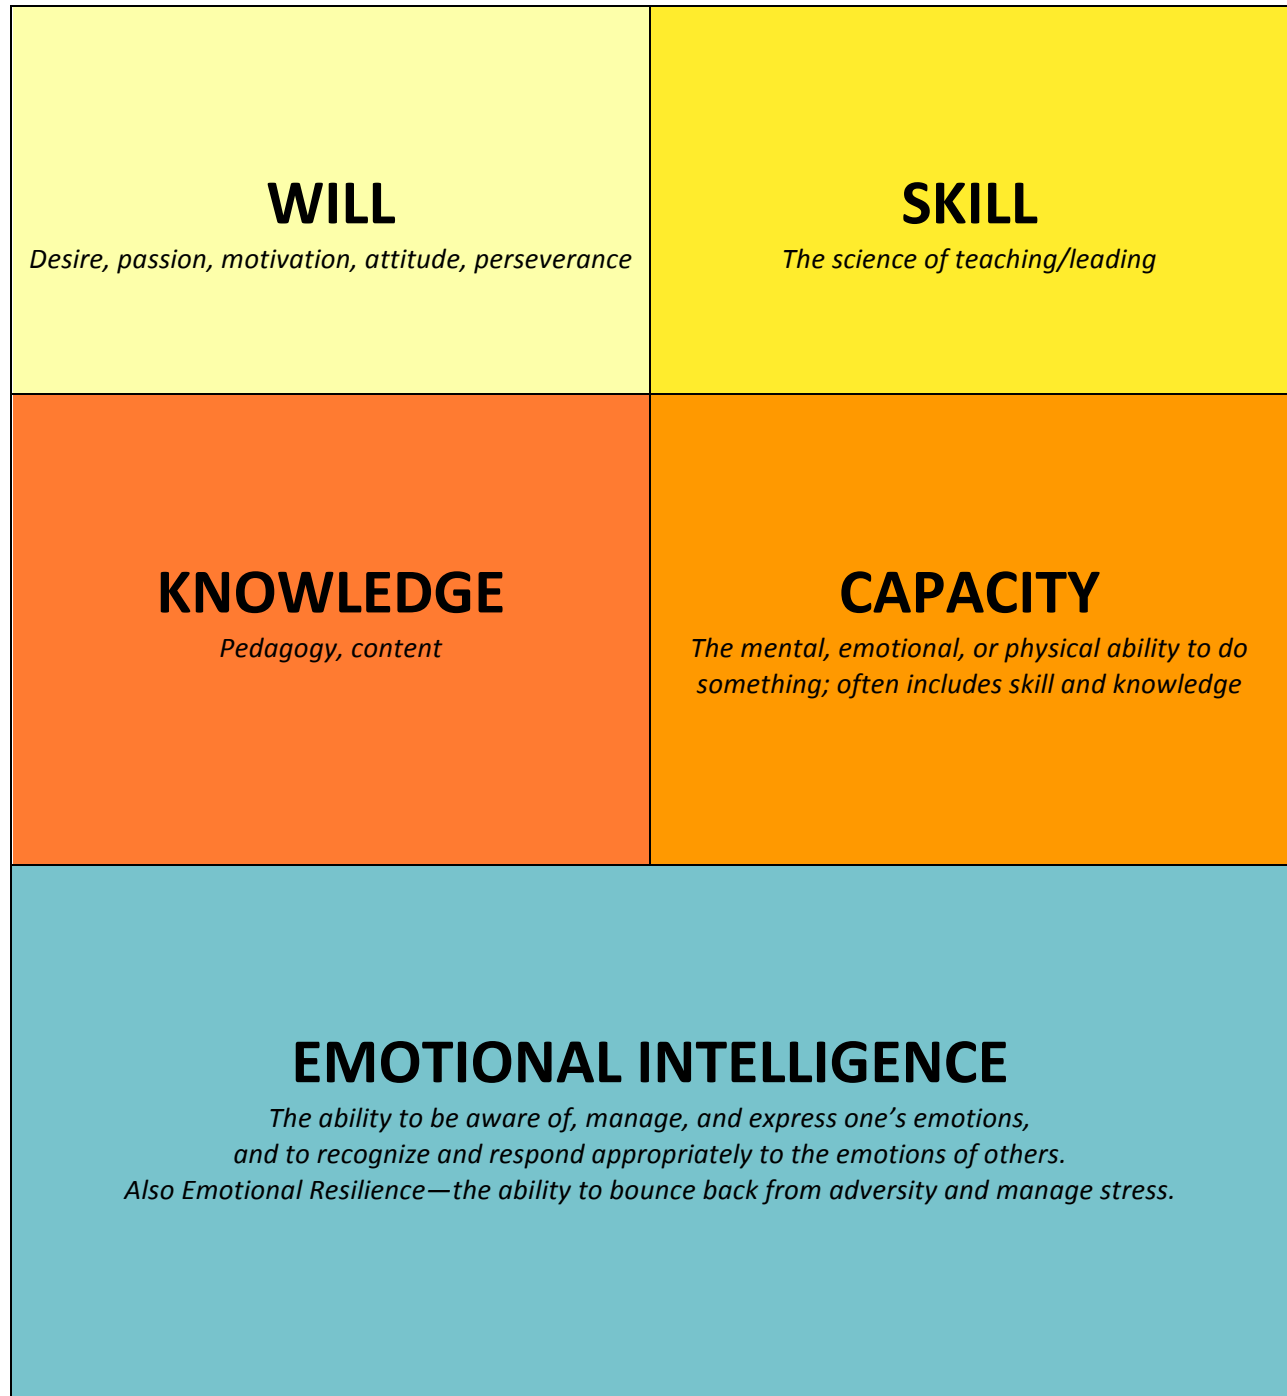 WILL
Desire, passion, motivation, attitude, perseverance
SKILL
The science of teaching/leading
KNOWLEDGE
Pedagogy, content
CAPACITY
The mental, emotional, or physical ability to do
something; often includes skill and knowledge
EMOTIONAL INTELLIGENCE
The ability to be aware of, manage, and express one’s emotions,
and to recognize and respond appropriately to the emotions of others.
Also Emotional Resilience—the ability to bounce back from adversity and manage stress.